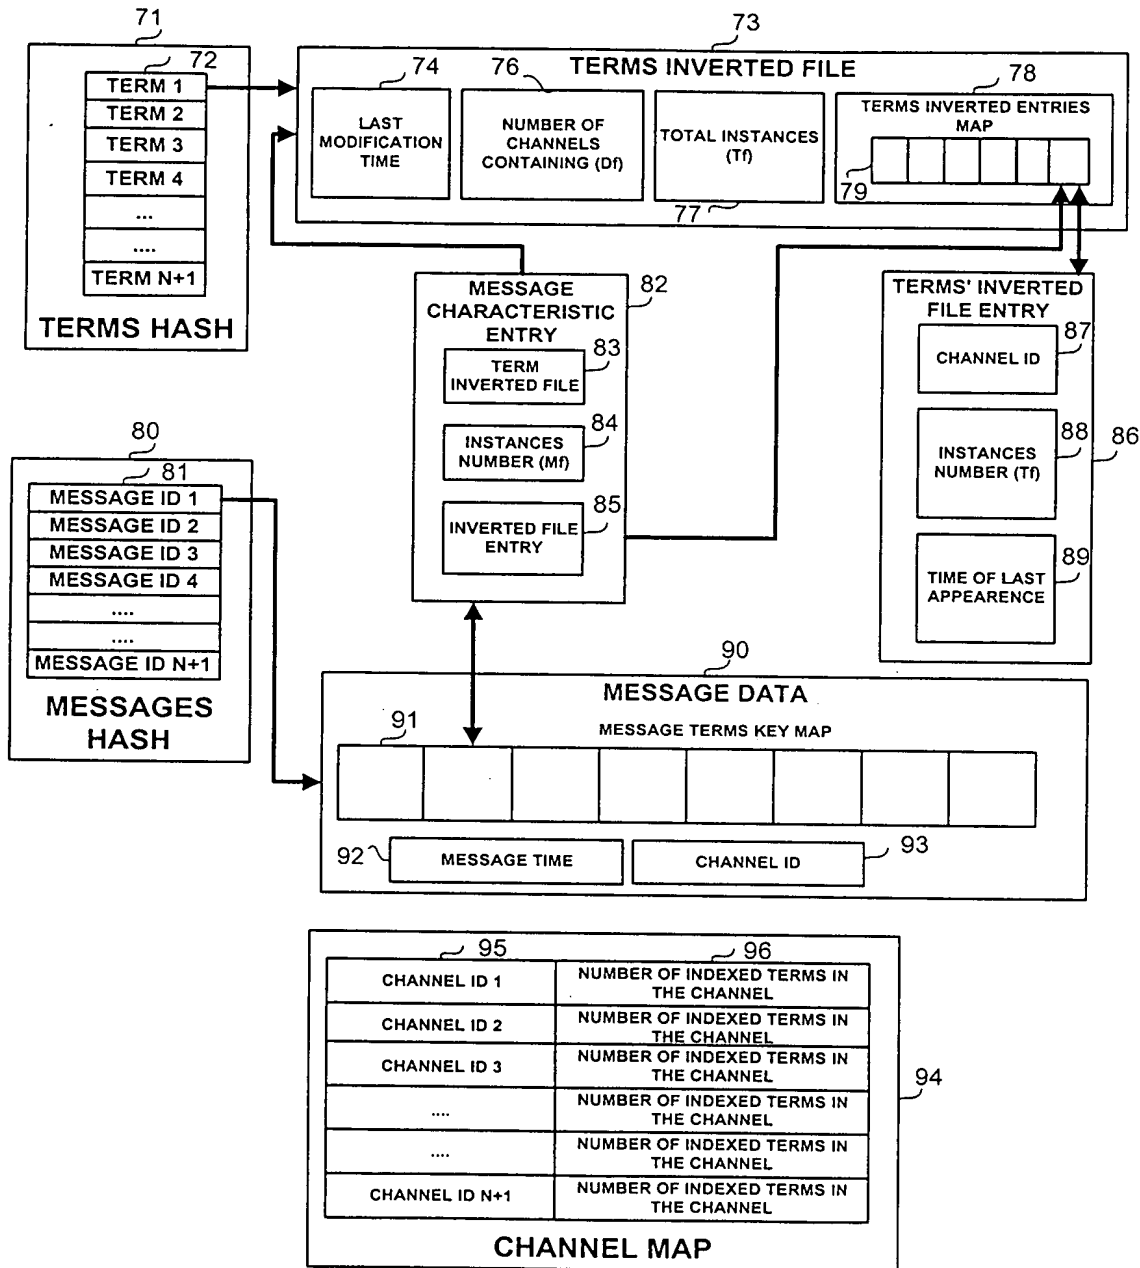 71
72
TERM 1
TERM 2
TERM 3
TERM 4
...
....
TERM N+1
TERMS HASH
73
TERMS INVERTED FILE
74
LAST
MODIFICATION
TIME
76
NUMBER OF
CHANNELS
CONTAINING (Df)
TOTAL INSTANCES
(Tf)
77
78
TERMS INVERTED ENTRIES
MAP
79
MESSAGE
CHARACTERISTIC
ENTRY
82
83
TERM
INVERTED FILE
84
INSTANCES
NUMBER (Mf)
85
INVERTED FILE
ENTRY
TERMS' INVERTED
FILE ENTRY
87
CHANNEL ID
88
INSTANCES
NUMBER (Tf)
86
89
TIME OF LAST
APPEARENCE
80
81
MESSAGE ID 1
MESSAGE ID 2
MESSAGE ID 3
MESSAGE ID 4
....
....
MESSAGE ID N+1
MESSAGES
HASH
90
MESSAGE DATA
MESSAGE TERMS KEY MAP
91
92
MESSAGE TIME
CHANNEL ID
93
95
96
CHANNEL ID 1
NUMBER OF INDEXED TERMS IN
THE CHANNEL
CHANNEL ID 2
NUMBER OF INDEXED TERMS IN
THE CHANNEL
CHANNEL ID 3
NUMBER OF INDEXED TERMS IN
THE CHANNEL
94
....
NUMBER OF INDEXED TERMS IN
THE CHANNEL
....
NUMBER OF INDEXED TERMS IN
THE CHANNEL
CHANNEL ID N+1
NUMBER OF INDEXED TERMS IN
THE CHANNEL
CHANNEL MAP